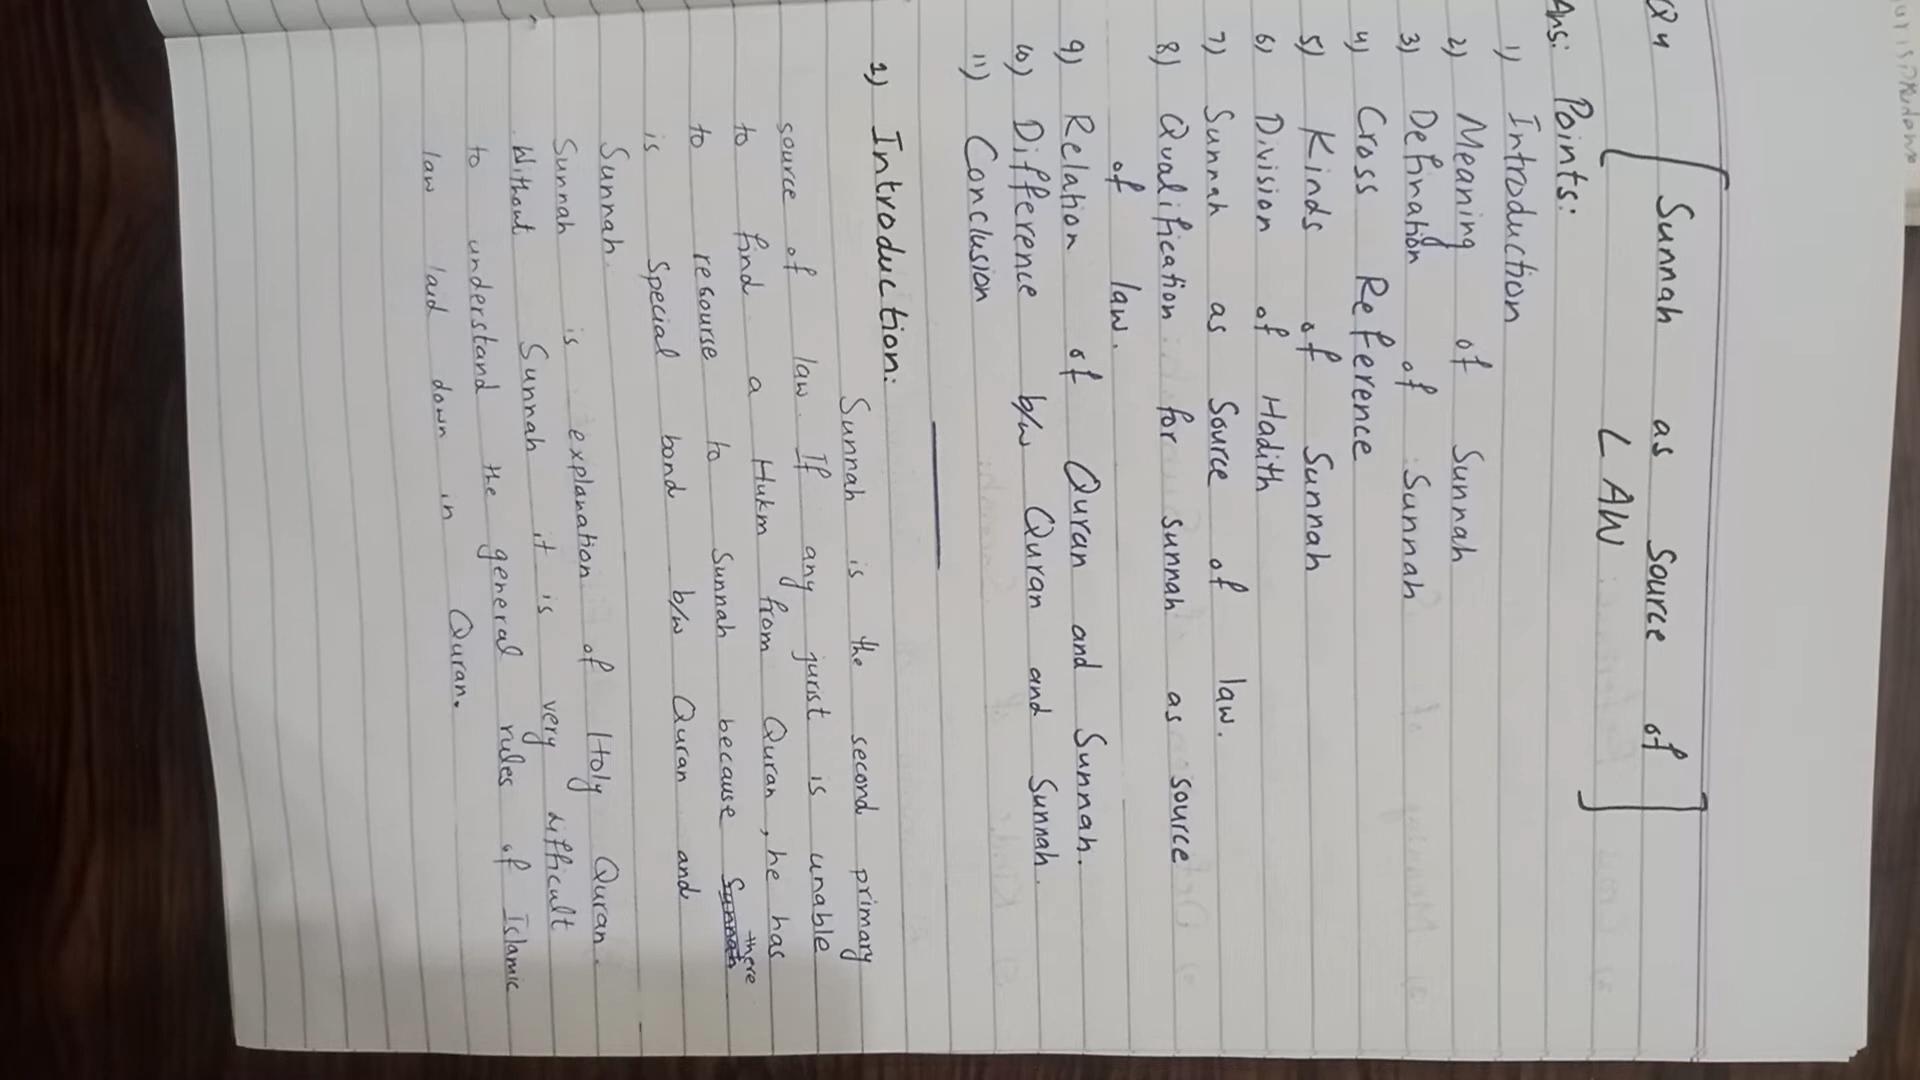 Q4
[Sunnah as source of
LAW]
Ans: Points:
1) Introduction
2) Meaning of Sunnah
3) Defination of Sunnah
4) Cross Reference
5) Kinds of Sunnah
6) Division of Hadith
7) Sunnah as Source of law.
8) Qualification for sunnah as source
of law.
9) Relation of Quran and Sunnah.
10) Difference b/w Quran and Sunnah.
11) Conclusion
1) Introduction:
Sunnah is the second primary
source of law. If any jurist is unable
to find a Hukm from Quran, he has
to resourse to Sunnah because Sunnah there
is special bond b/w Quran and
Sunnah.
Sunnah is explanation of Holy Quran.
Without Sunnah it is very difficult
to understand the general rules of Islamic
law laid down in Quran.